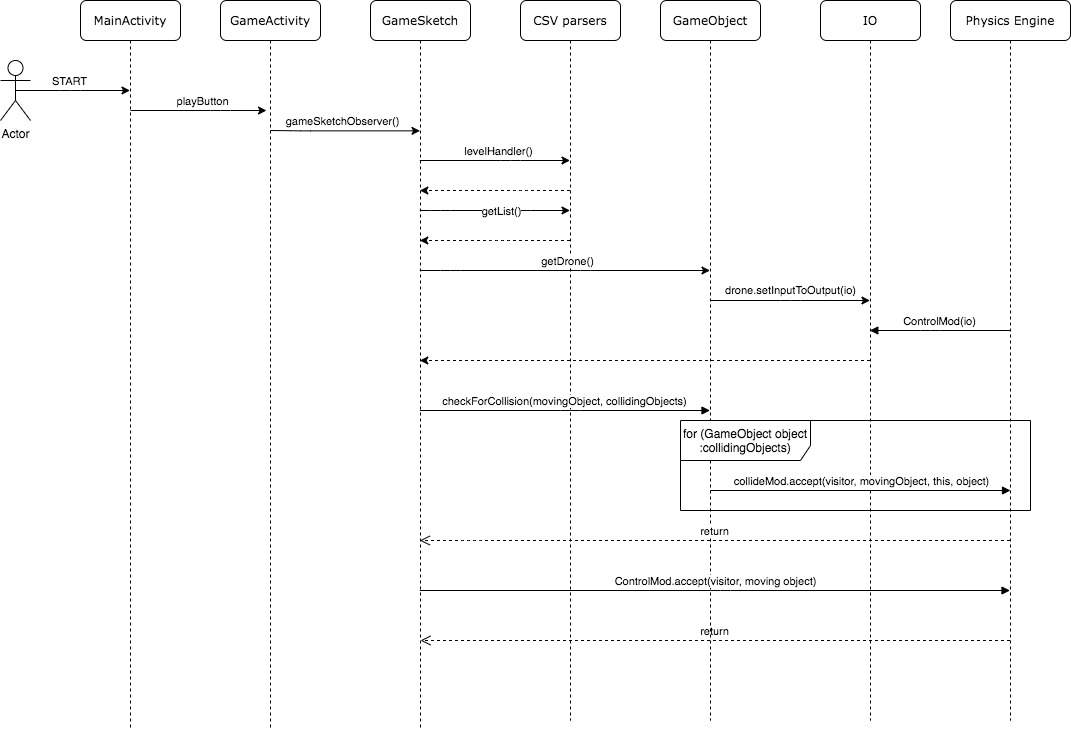 MainActivity
GameActivity
GameSketch
CSV parsers
GameObject
IO
Physics Engine
START
playButton
Actor
gameSketchObserver()
levelHandler()
getList()
getDrone()
drone.setInputToOutput(io)
ControlMod(io)
checkForCollision(movingObject, collidingObjects)
for (GameObject object
:collidingObjects)
collideMod.accept(visitor, movingObject, this, object)
return
ControlMod.accept(visitor, moving object)
return